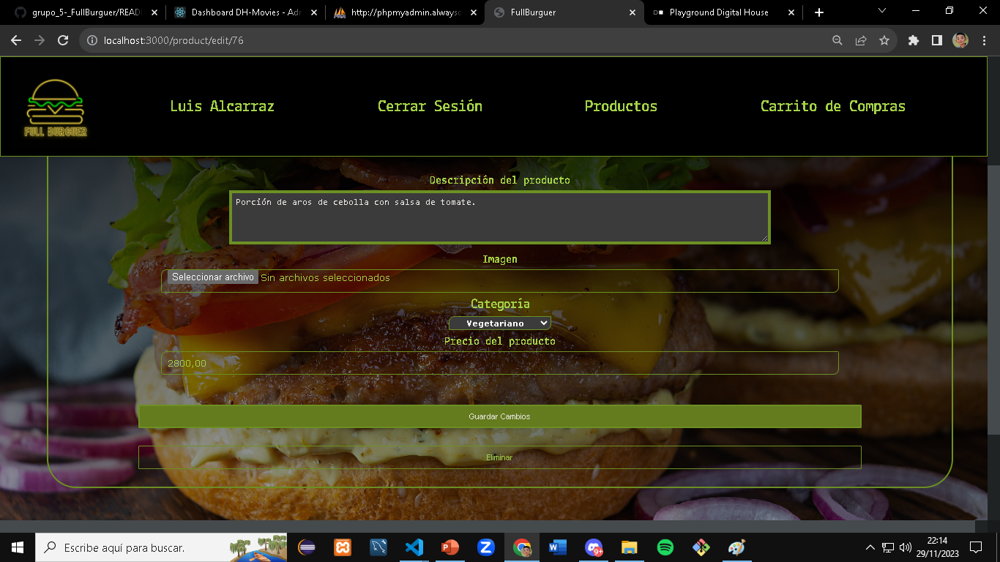 grupo_5-_FullBurguer/READ
Dashboard DH-Movies - Adr
http://phpmyadmin.alwaysc
FullBurguer
Playground Digital House
localhost:3000/product/edit/76
FULL BURGUER
Luis Alcarraz
Cerrar Sesión
Productos
Carrito de Compras
Descripción del producto
Porción de aros de cebolla con salsa de tomate.
Imagen
Seleccionar archivo Sin archivos seleccionados
Categoría
Vegetariano
Precio del producto
2800,00
Guardar Cambios
Eliminar
Escribe aquí para buscar.
9+
22:14
29/11/2023